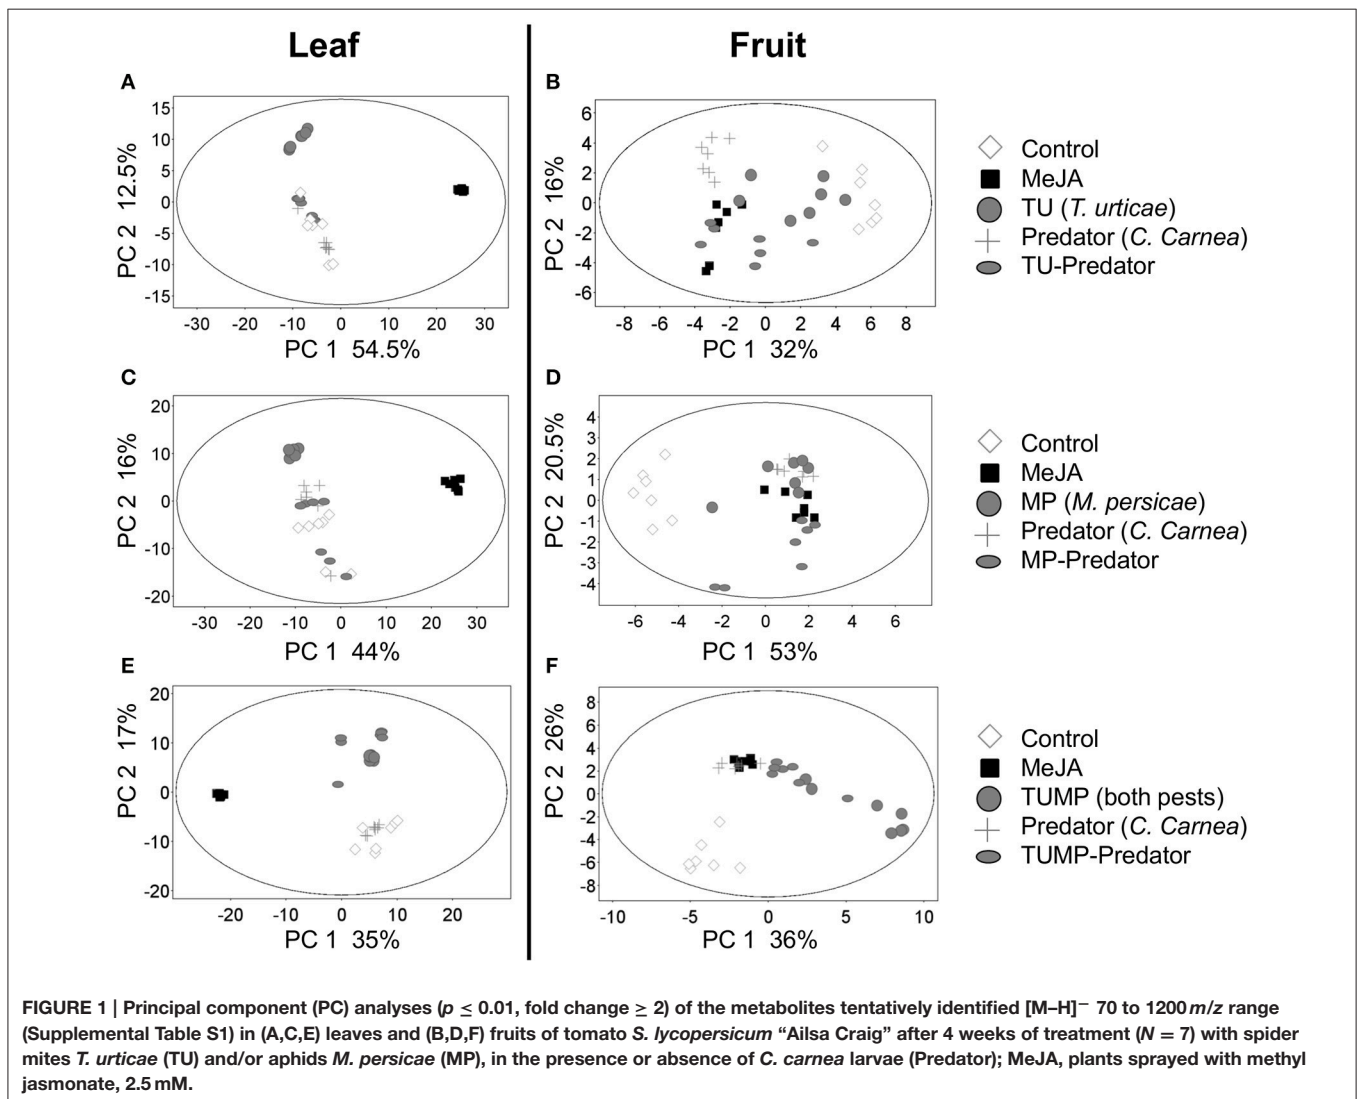 Leaf
Fruit
A
15
10
5
0
-5
-10
-15
PC 2 12.5%
-30 -20 -10 0 10 20 30
PC 1 54.5%
B
6
4
2
0
-2
-4
-6
PC 2 16%
-8 -6 -4 -2 0 2 4 6 8
PC 1 32%
Control
MeJA
TU (T. urticae)
Predator (C. Carnea)
TU-Predator
C
20
10
0
-10
-20
PC 2 16%
-30 -20 -10 0 10 20 30
PC 1 44%
D
4
3
2
1
0
-1
-2
-3
-4
PC 2 20.5%
-6 -4 -2 0 2 4 6
PC 1 53%
Control
MeJA
MP (M. persicae)
Predator (C. Carnea)
MP-Predator
E
20
10
0
-10
-20
PC 2 17%
-20 -10 0 10 20
PC 1 35%
F
8
6
4
2
0
-2
-4
-6
-8
PC 2 26%
-10 -5 0 5 10
PC 1 36%
Control
MeJA
TUMP (both pests)
Predator (C. Carnea)
TUMP-Predator
FIGURE 1 | Principal component (PC) analyses (p ≤ 0.01, fold change ≥ 2) of the metabolites tentatively identified [M–H]⁻ 70 to 1200 m/z range
(Supplemental Table S1) in (A,C,E) leaves and (B,D,F) fruits of tomato S. lycopersicum “Ailsa Craig” after 4 weeks of treatment (N = 7) with spider
mites T. urticae (TU) and/or aphids M. persicae (MP), in the presence or absence of C. carnea larvae (Predator); MeJA, plants sprayed with methyl
jasmonate, 2.5 mM.